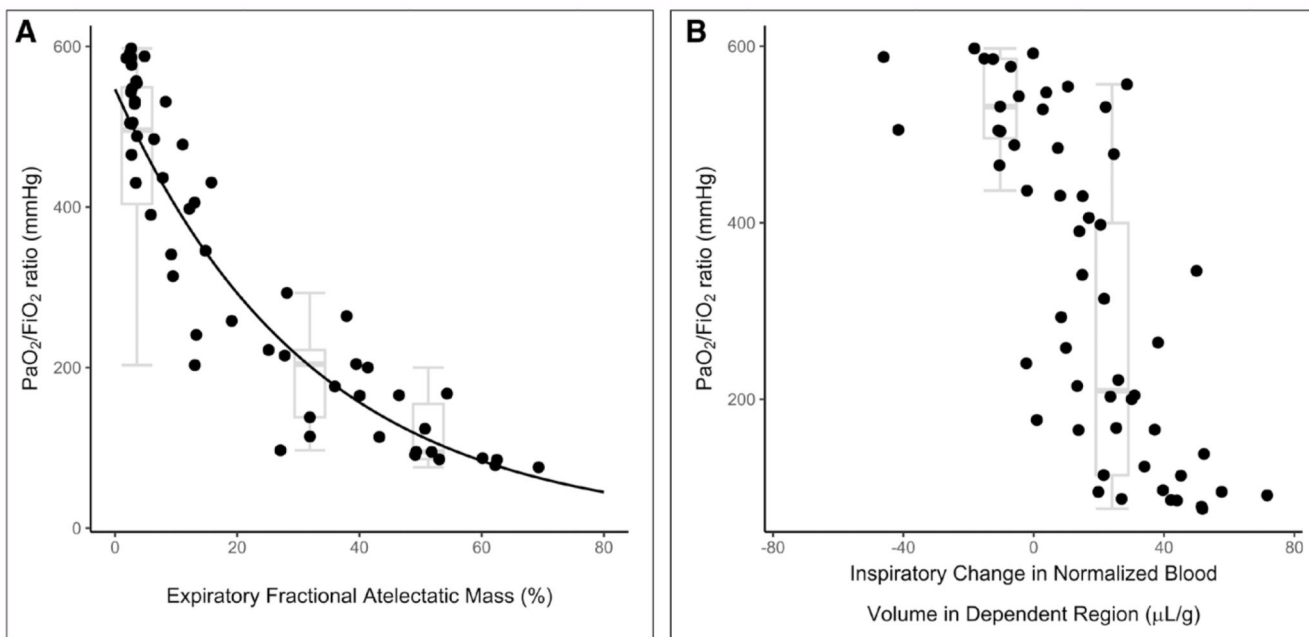 A
600
400
200
0
PaO₂/FiO₂ ratio (mmHg)
0 20 40 60 80
Expiratory Fractional Atelectatic Mass (%)
B
600
400
200
PaO₂/FiO₂ ratio (mmHg)
-80 -40 0 40 80
Inspiratory Change in Normalized Blood
Volume in Dependent Region (μL/g)